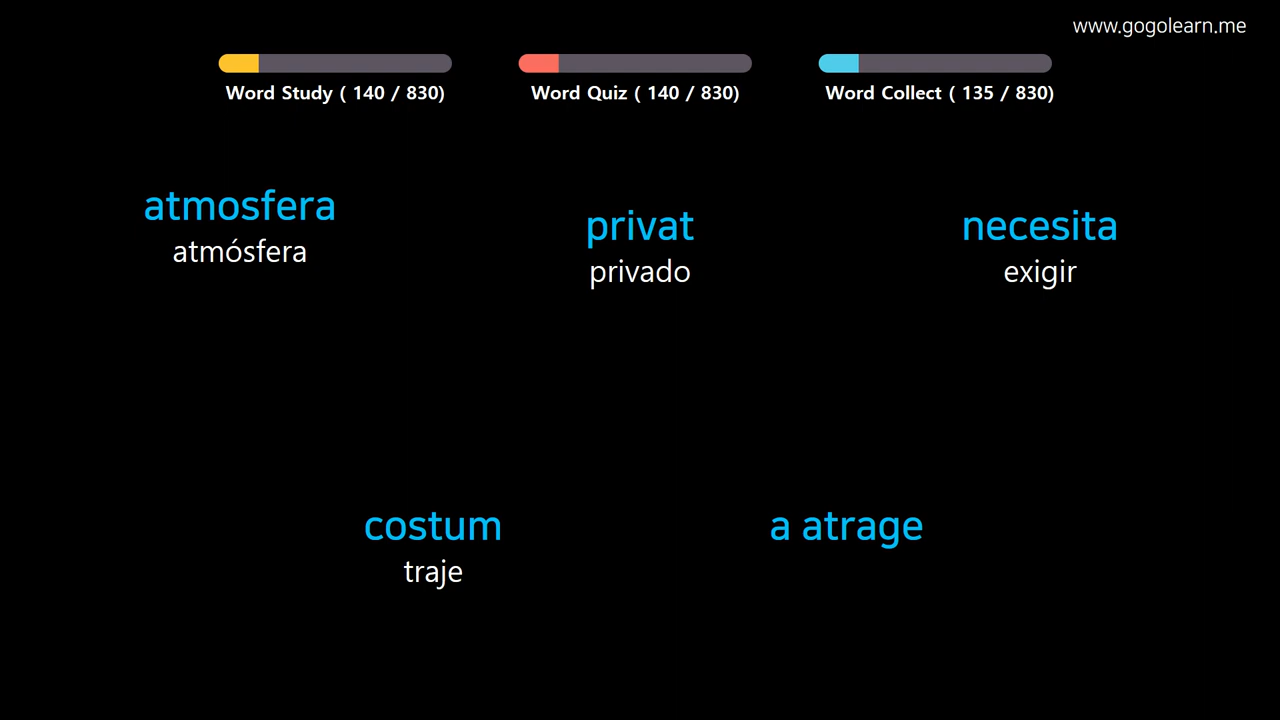 www.gogolearn.me
Word Study ( 140 / 830)
Word Quiz ( 140 / 830)
Word Collect ( 135 / 830)
atmosfera
atmósfera
privat
privado
necesita
exigir
costum
traje
a atrage